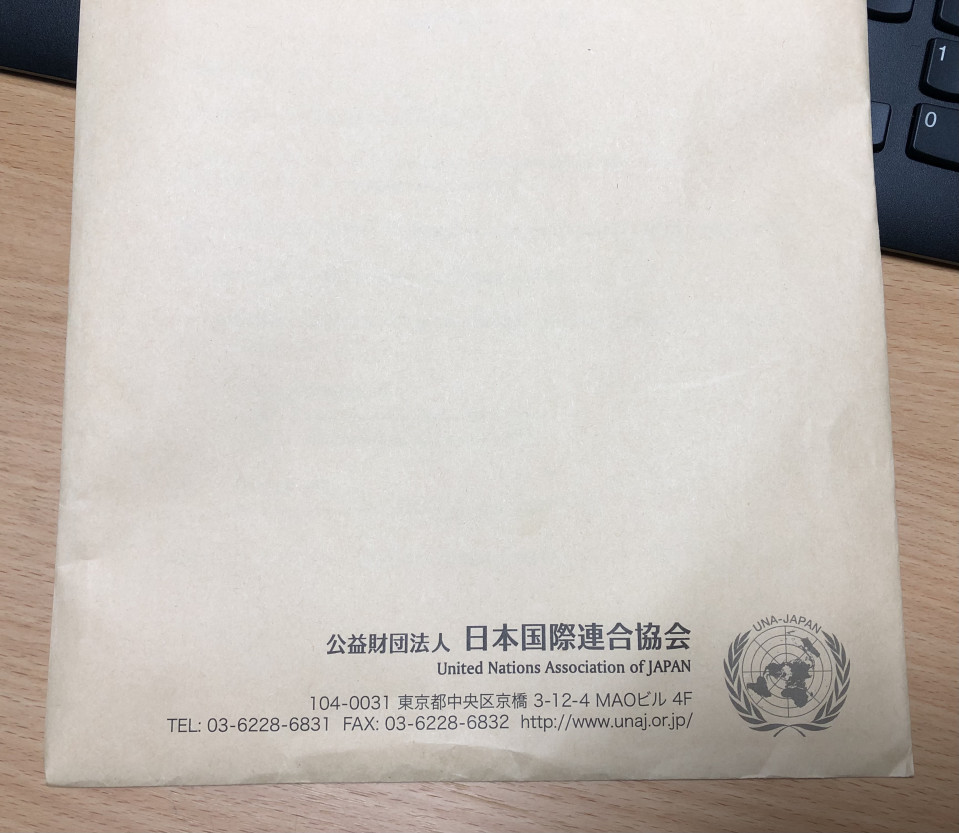 1
0
公益財団法人 日本国際連合協会
United Nations Association of JAPAN
104-0031 東京都中央区京橋 3-12-4 MAOビル 4F
TEL: 03-6228-6831 FAX: 03-6228-6832 http://www.unaj.or.jp/
UNA-JAPAN